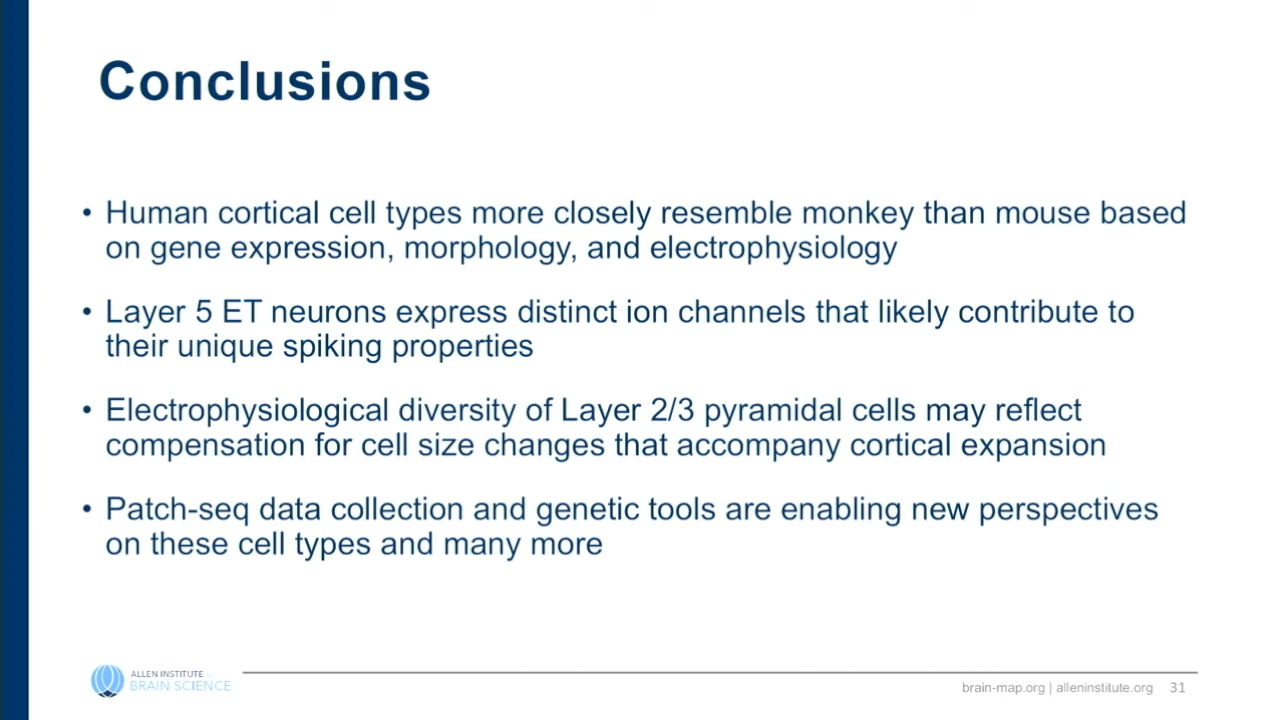 Conclusions
• Human cortical cell types more closely resemble monkey than mouse based
on gene expression, morphology, and electrophysiology
• Layer 5 ET neurons express distinct ion channels that likely contribute to
their unique spiking properties
• Electrophysiological diversity of Layer 2/3 pyramidal cells may reflect
compensation for cell size changes that accompany cortical expansion
• Patch-seq data collection and genetic tools are enabling new perspectives
on these cell types and many more
ALLEN INSTITUTE
BRAIN SCIENCE
brain-map.org | alleninstitute.org 31